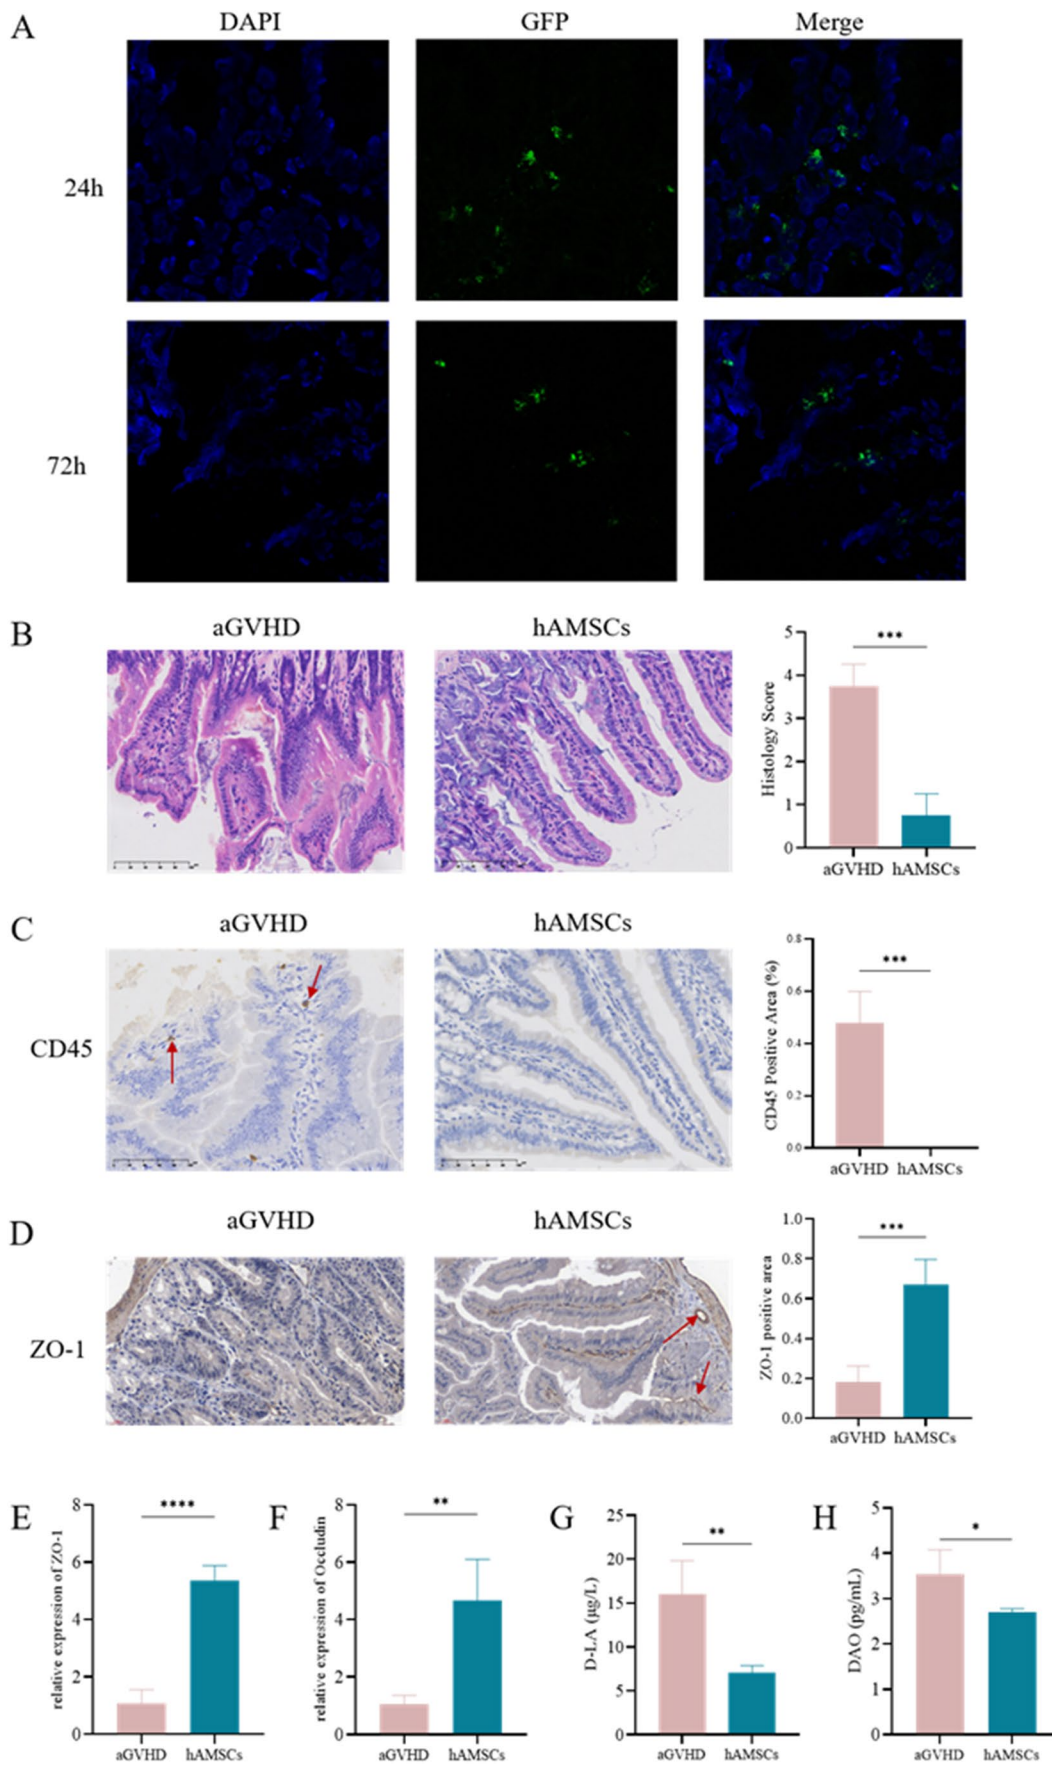 A
DAPI GFP Merge
24h
72h
B
aGVHD hAMSCs
Histology Score
5
4
3
2
1
0
***
aGVHD hAMSCs
C
aGVHD hAMSCs
CD45
CD45 Positive Area (%)
0.8
0.6
0.4
0.2
0.0
***
aGVHD hAMSCs
D
aGVHD hAMSCs
ZO-1
ZO-1 positive area
1.0
0.8
0.6
0.4
0.2
0.0
***
aGVHD hAMSCs
E
relative expression of ZO-1
8
6
4
2
0
****
aGVHD hAMSCs
F
relative expression of Occludin
8
6
4
2
0
**
aGVHD hAMSCs
G
D-LA (μg/L)
25
20
15
10
5
0
**
aGVHD hAMSCs
H
DAO (pg/mL)
5
4
3
2
1
0
*
aGVHD hAMSCs